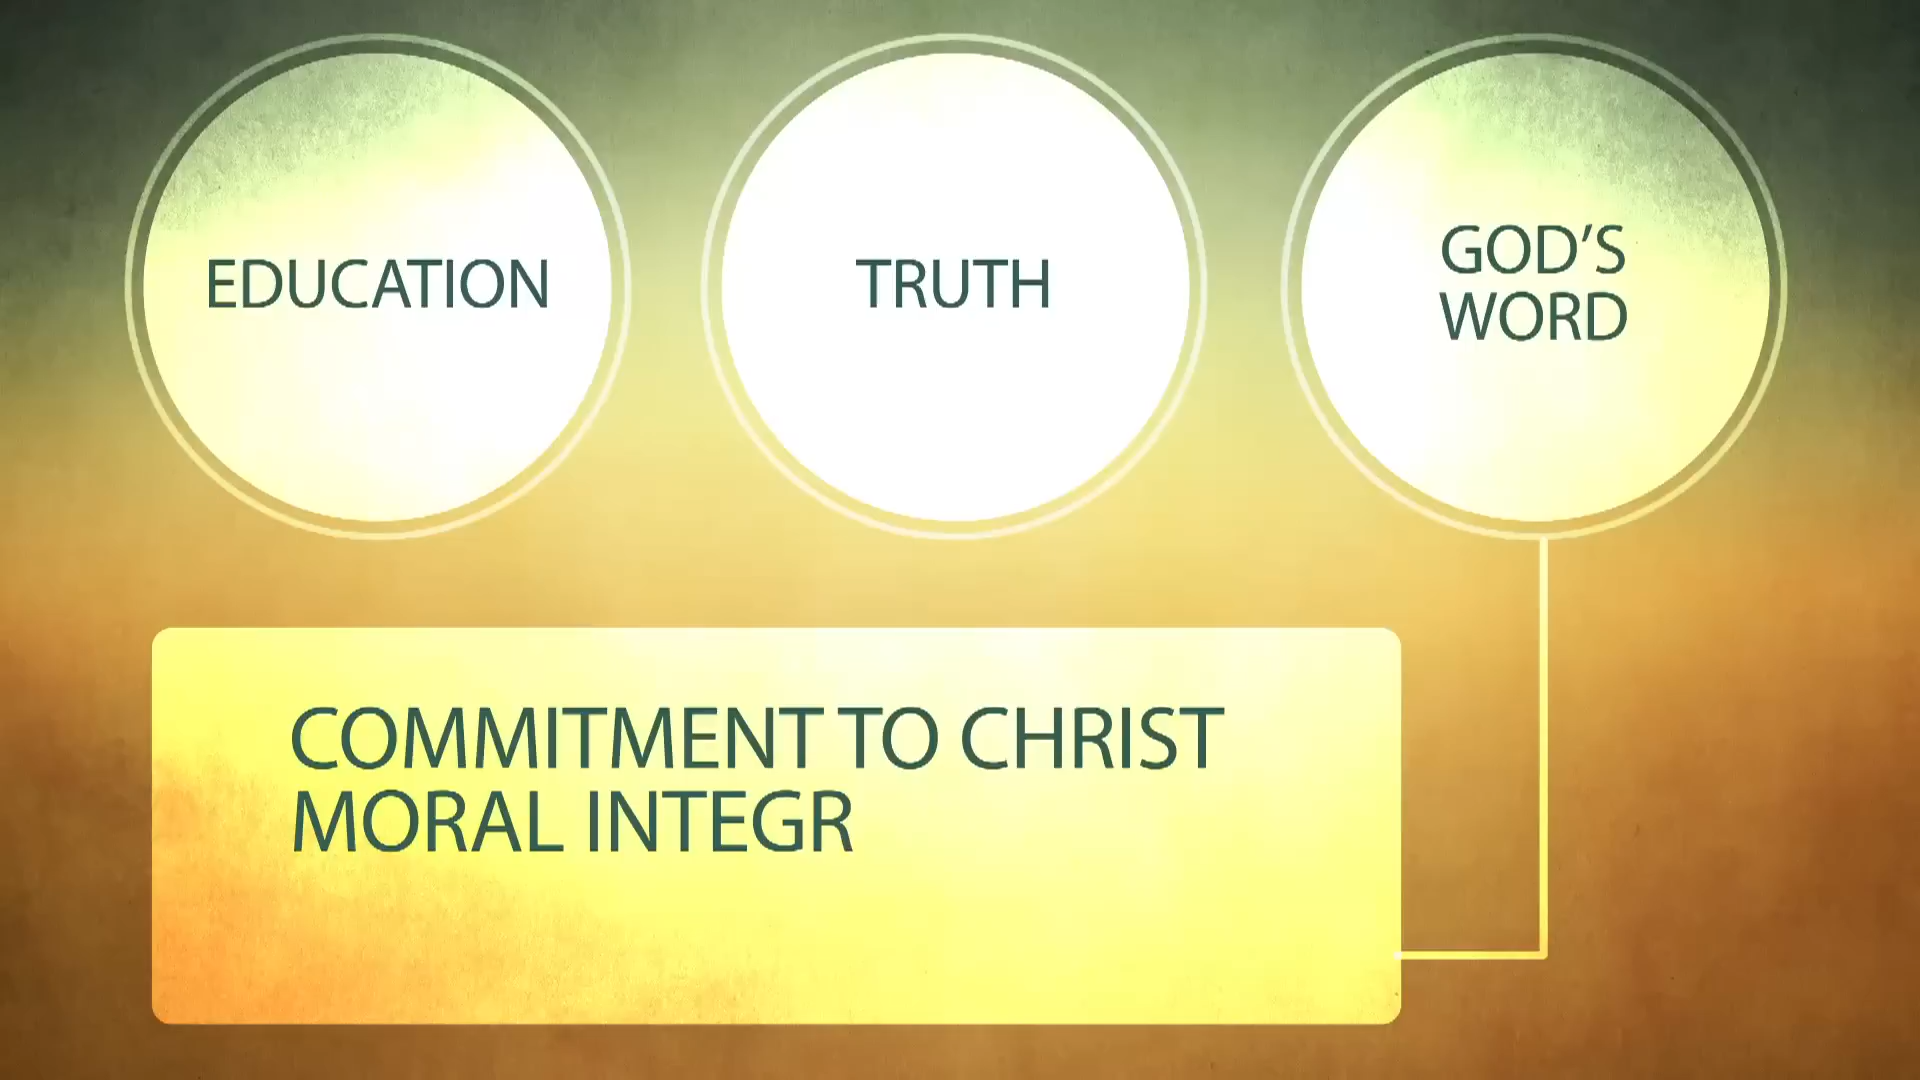 EDUCATION
TRUTH
GOD’S
WORD
COMMITMENT TO CHRIST
MORAL INTEGR